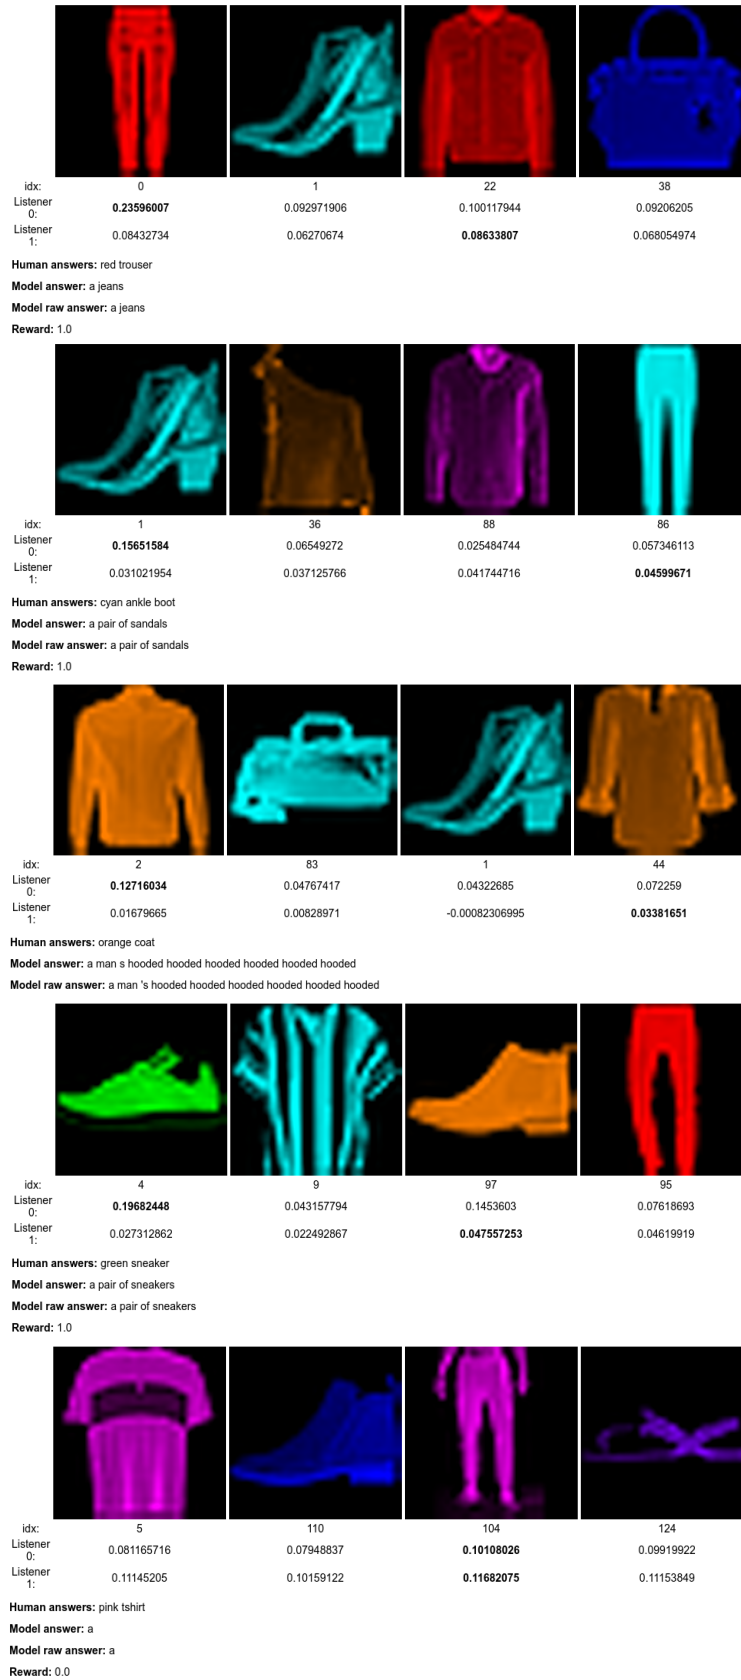 idx: 0 1 22 38
Listener 0: 0.23596007 0.092971906 0.100117944 0.09206205
Listener 1: 0.08432734 0.06270674 0.08633807 0.068054974
Human answers: red trouser
Model answer: a jeans
Model raw answer: a jeans
Reward: 1.0
idx: 1 36 88 86
Listener 0: 0.15651584 0.06549272 0.025484744 0.057346113
Listener 1: 0.031021954 0.037125766 0.041744716 0.04599671
Human answers: cyan ankle boot
Model answer: a pair of sandals
Model raw answer: a pair of sandals
Reward: 1.0
idx: 2 83 1 44
Listener 0: 0.12716034 0.04767417 0.04322685 0.072259
Listener 1: 0.01679665 0.00828971 -0.00082306995 0.03381651
Human answers: orange coat
Model answer: a man s hooded hooded hooded hooded hooded hooded
Model raw answer: a man 's hooded hooded hooded hooded hooded hooded
idx: 4 9 97 95
Listener 0: 0.19682448 0.043157794 0.1453603 0.07618693
Listener 1: 0.027312862 0.022492867 0.047557253 0.04619919
Human answers: green sneaker
Model answer: a pair of sneakers
Model raw answer: a pair of sneakers
Reward: 1.0
idx: 5 110 104 124
Listener 0: 0.081165716 0.07948837 0.10108026 0.09919922
Listener 1: 0.11145205 0.10159122 0.11682075 0.11153849
Human answers: pink tshirt
Model answer: a
Model raw answer: a
Reward: 0.0